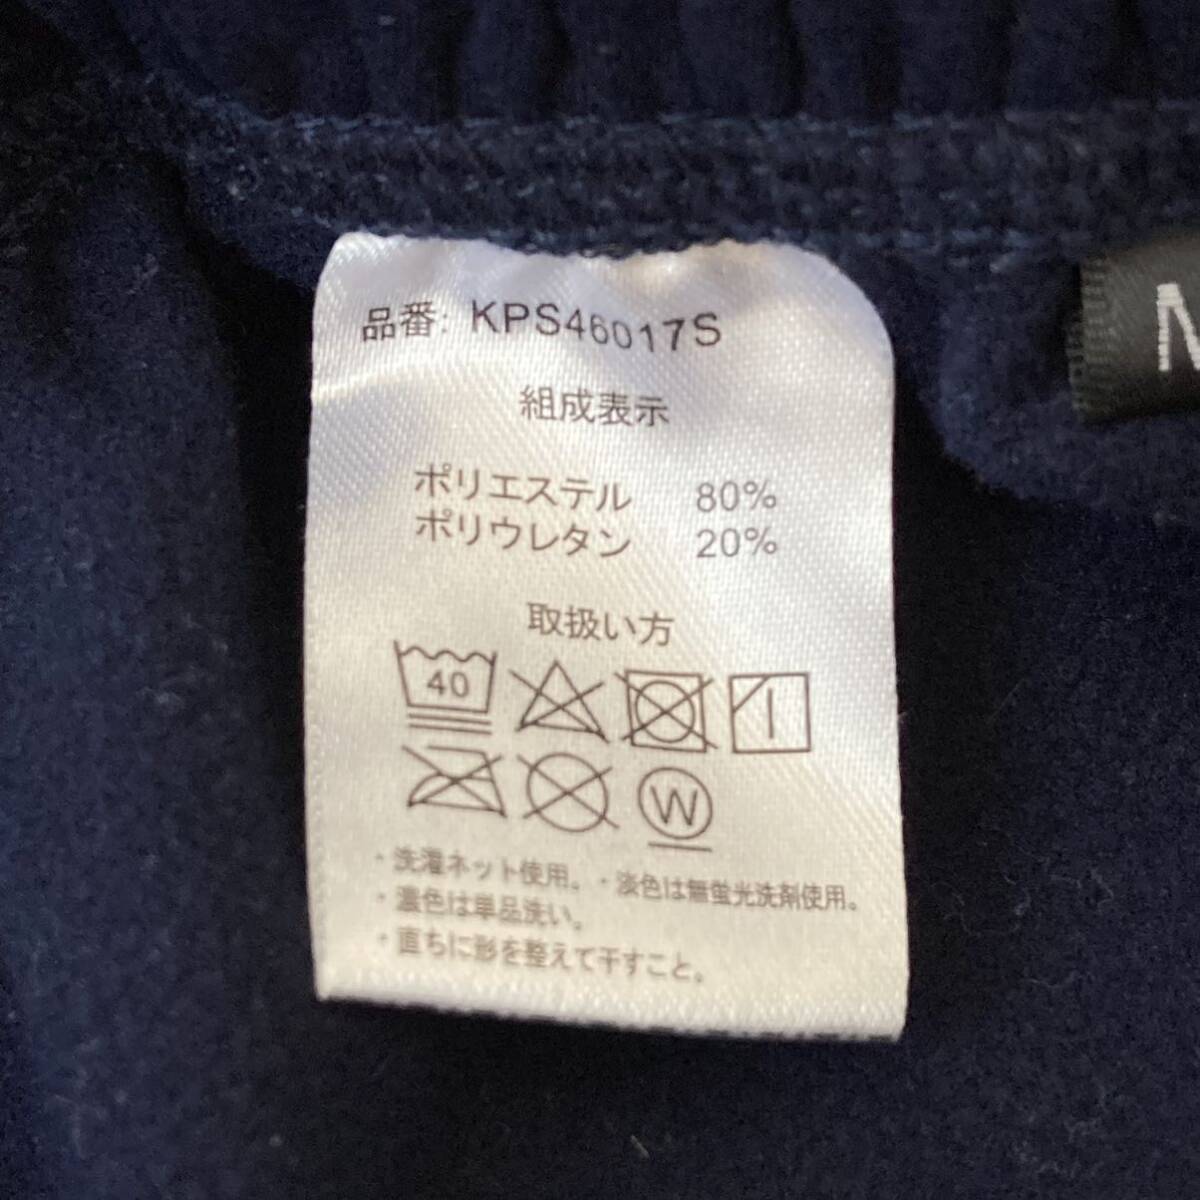 品番: KPS46017S
組成表示
ポリエステル 80%
ポリウレタン 20%
取扱い方
40
W
・洗濯ネット使用。・淡色は無蛍光洗剤使用。
・濃色は単品洗い。
・直ちに形を整えて干すこと。
M